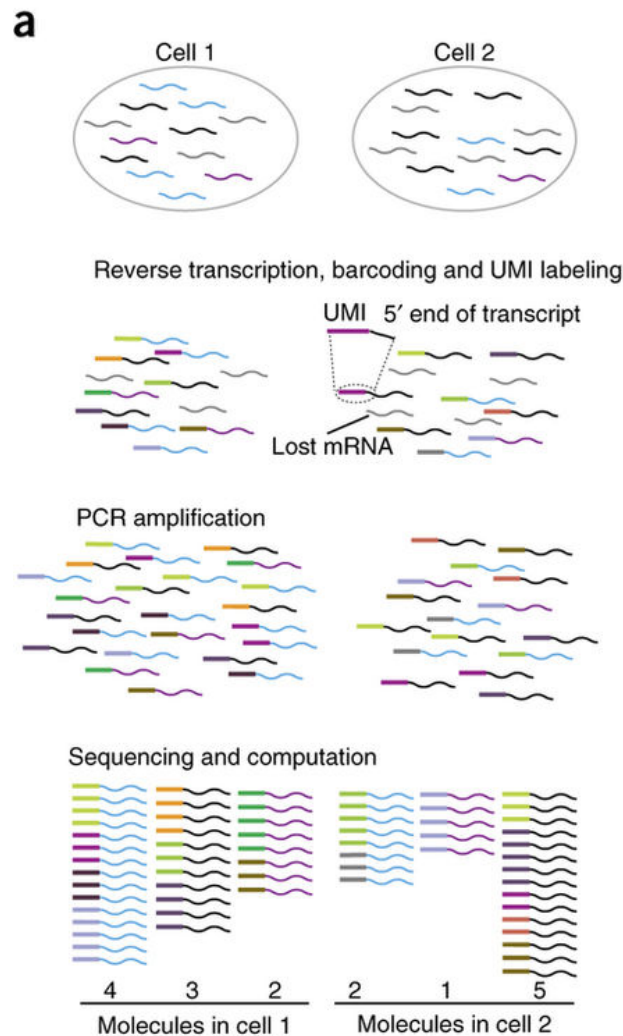 a
Cell 1
Cell 2
Reverse transcription, barcoding and UMI labeling
UMI
5′ end of transcript
Lost mRNA
PCR amplification
Sequencing and computation
4 3 2
2 1 5
Molecules in cell 1
Molecules in cell 2